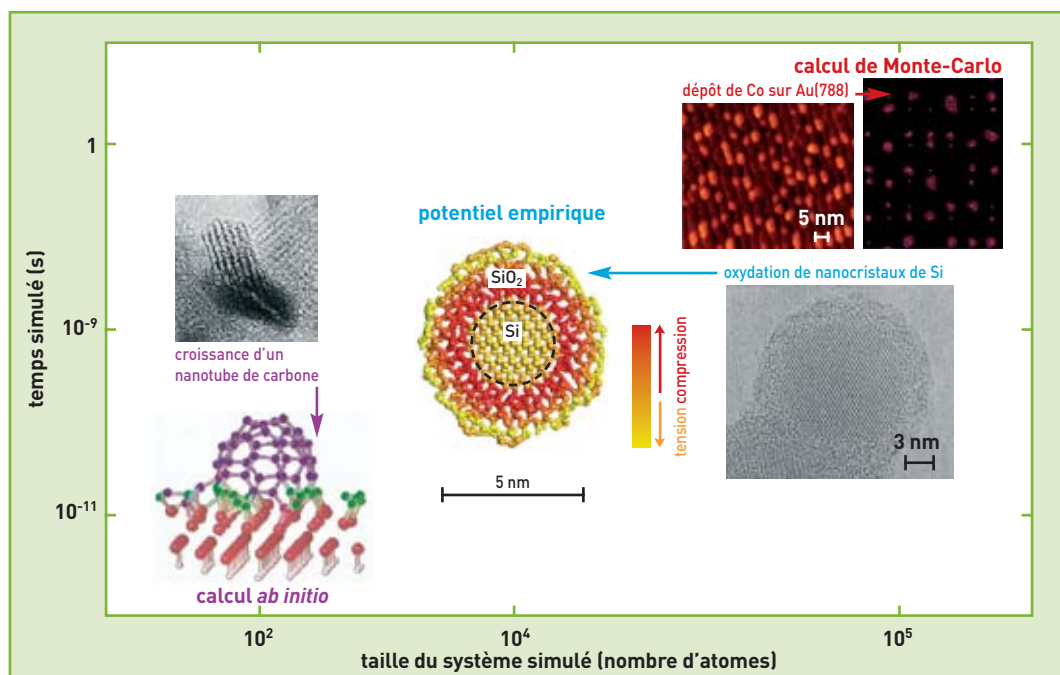 calcul de Monte-Carlo
dépôt de Co sur Au(788)
5 nm
1
potentiel empirique
SiO₂
Si
oxydation de nanocristaux de Si
temps simulé (s)
10⁻⁹
croissance d'un
nanotube de carbone
compression
tension
3 nm
5 nm
10⁻¹¹
calcul ab initio
10²
10⁴
10⁵
taille du système simulé (nombre d'atomes)